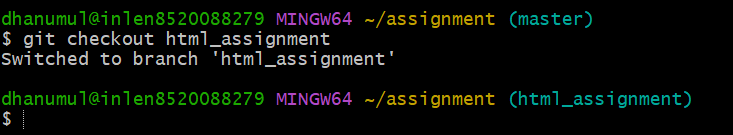 dhanumul@inlen8520088279 MINGW64 ~/assignment (master)
$ git checkout html_assignment
Switched to branch 'html_assignment'
dhanumul@inlen8520088279 MINGW64 ~/assignment (html_assignment)
$